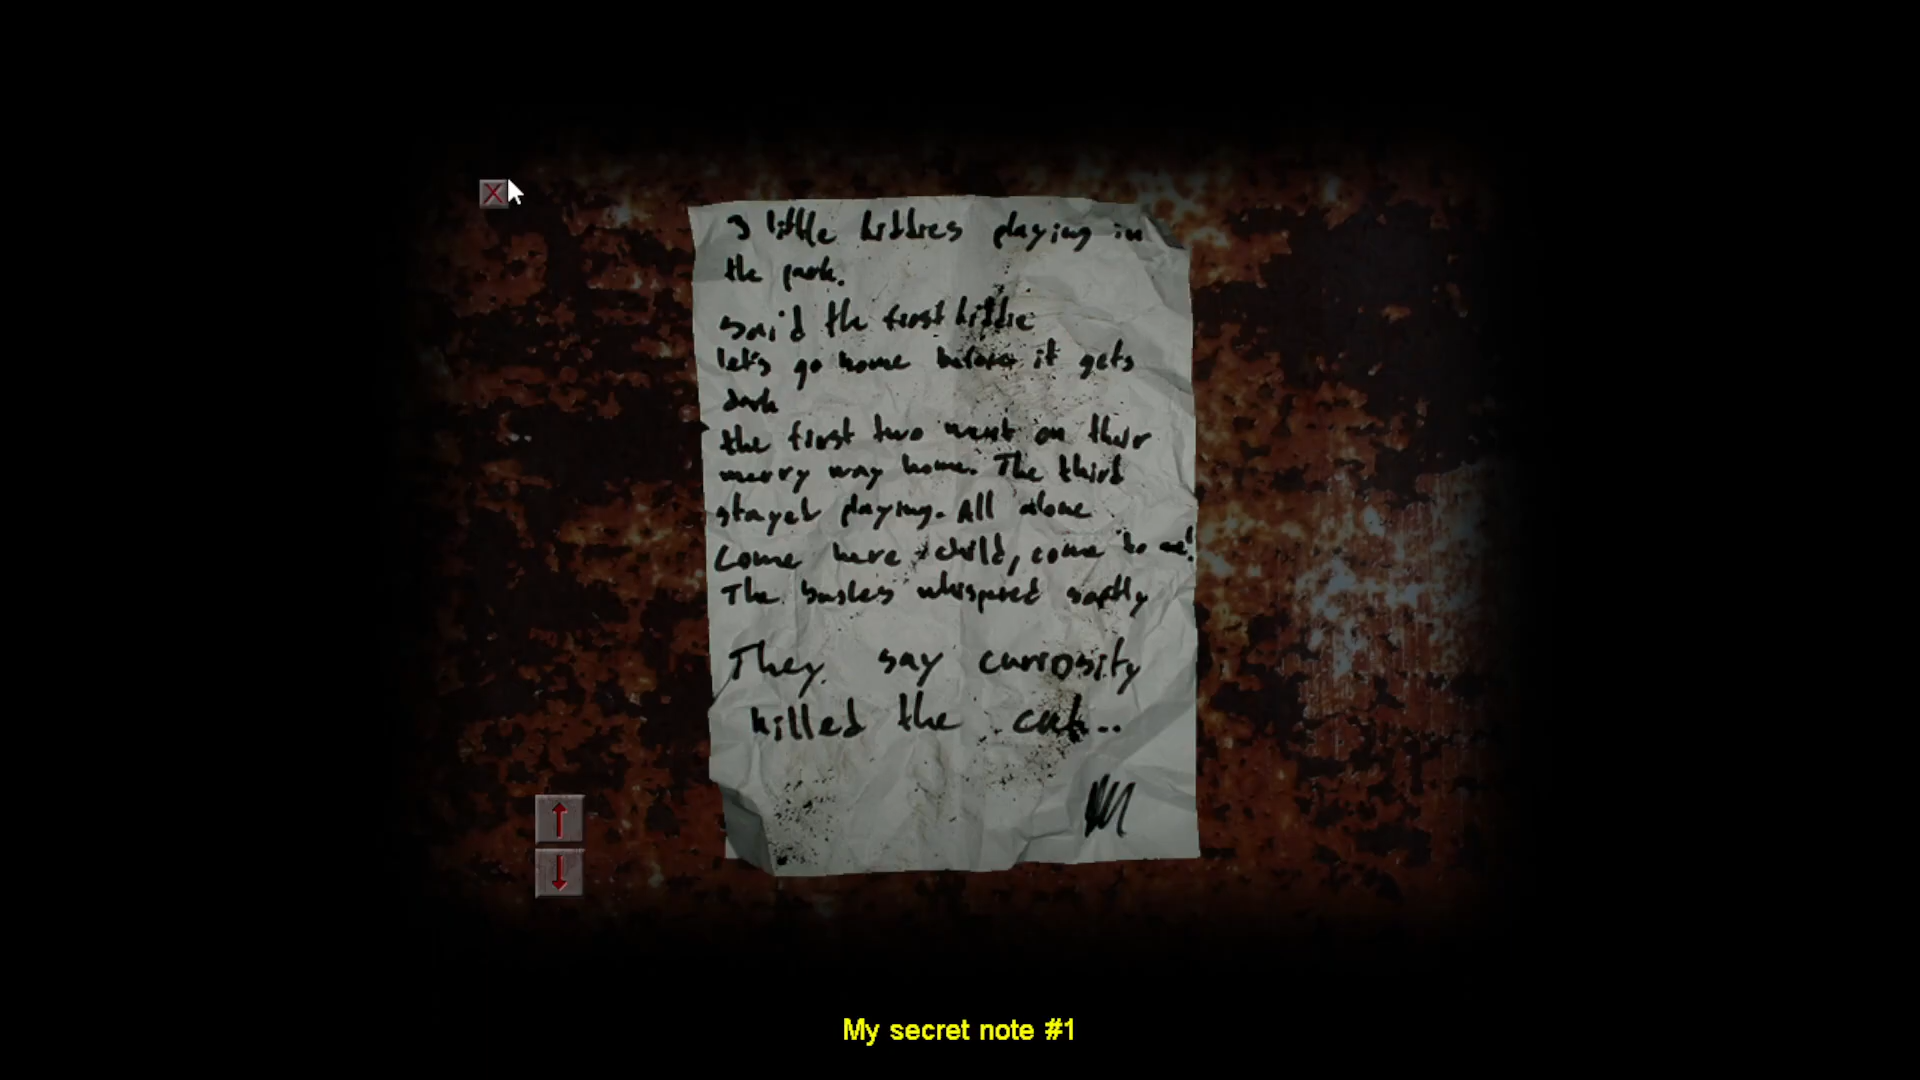 3 little kiddies playing in
the park.
said the first kiddie
let's go home before it gets
dark
the first two went on their
merry way home. The third
stayed playing. All alone
Come here child, come to me!
The bushes whispered softly
They say curiosity
killed the cat..
My secret note #1